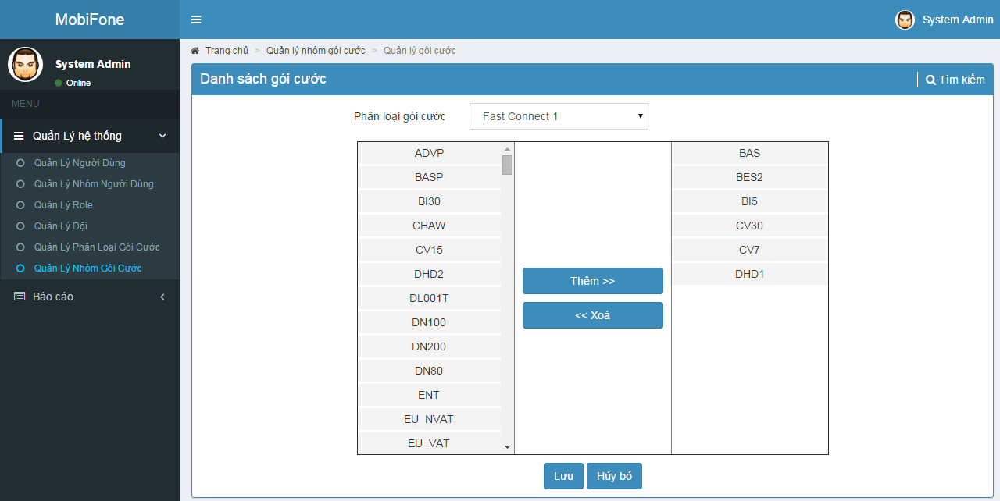 MobiFone
System Admin
System Admin
Online
MENU
Quản Lý hệ thống
Quản Lý Người Dùng
Quản Lý Nhóm Người Dùng
Quản Lý Role
Quản Lý Đội
Quản Lý Phân Loại Gói Cước
Quản Lý Nhóm Gói Cước
Báo cáo
Trang chủ > Quản lý nhóm gói cước > Quản lý gói cước
Danh sách gói cước
Tìm kiếm
Phân loại gói cước
Fast Connect 1
ADVP
BASP
BI30
CHAW
CV15
DHD2
DL001T
DN100
DN200
DN80
ENT
EU_NVAT
EU_VAT
Thêm >>
<< Xoá
BAS
BES2
BI5
CV30
CV7
DHD1
Lưu
Hủy bỏ